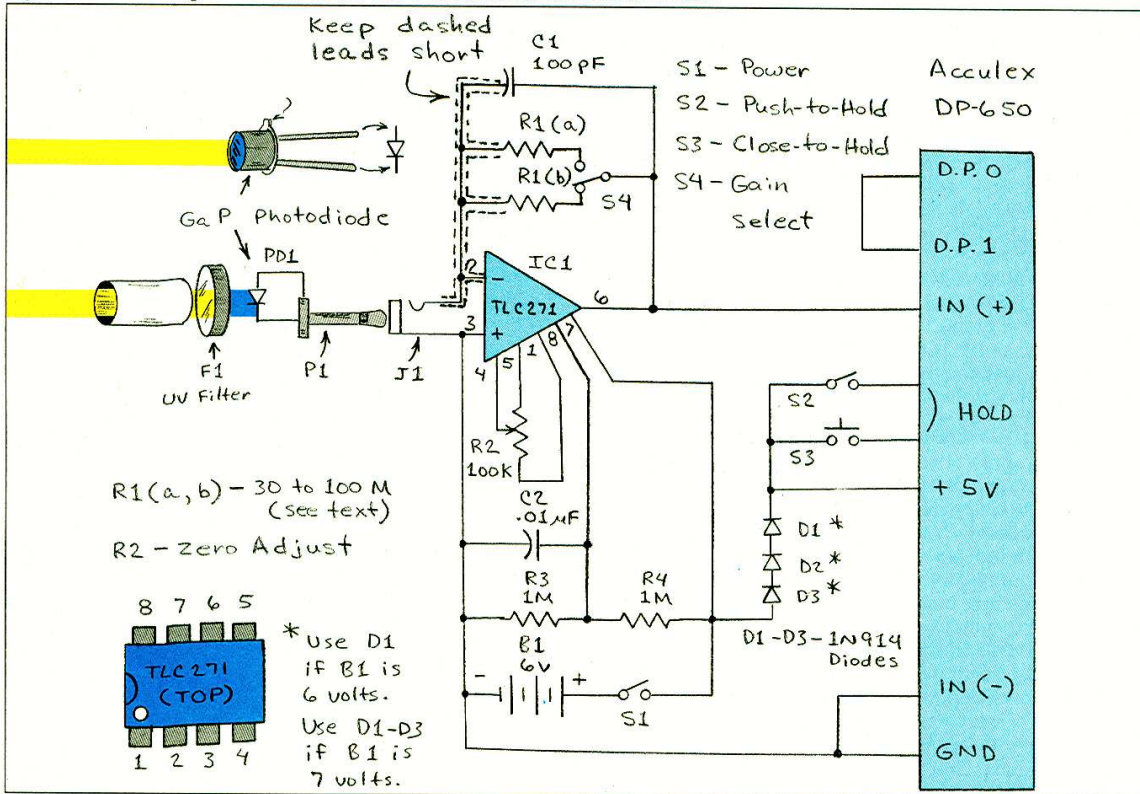 Keep dashed
leads short
C1
100pF
S1 - Power
S2 - Push-to-Hold
S3 - Close-to-Hold
S4 - Gain
Select
Acculex
DP-650
R1(a)
R1(b)
S4
D.P.0
D.P.1
IN (+)
HOLD
+ 5V
IN (-)
GND
GaP Photodiode
PD1
F1
UV Filter
P1
J1
IC1
TLC271
2
-
3
+
6
7
8
1
5
4
R2
100K
S2
S3
C2
.01µF
R3
1M
R4
1M
B1
6V
-
+
S1
D1*
D2*
D3*
D1-D3-1N914
Diodes
R1(a,b) - 30 to 100 M
(see text)
R2 - Zero Adjust
8 7 6 5
TLC271
(TOP)
1 2 3 4
* Use D1
if B1 is
6 volts.
Use D1-D3
if B1 is
7 volts.